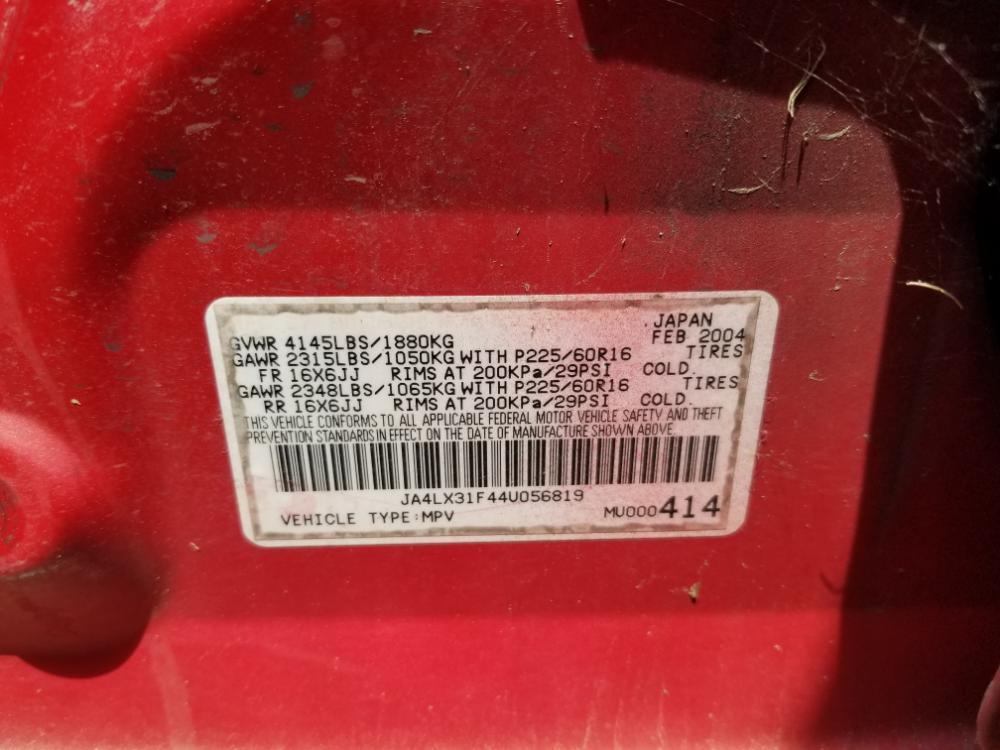 JAPAN
GVWR 4145LBS/1880KG FEB 2004
GAWR 2315LBS/1050KG WITH P225/60R16 TIRES
FR 16X6JJ RIMS AT 200KPa/29PSI COLD.
GAWR 2348LBS/1065KG WITH P225/60R16 TIRES
RR 16X6JJ RIMS AT 200KPa/29PSI COLD.
THIS VEHICLE CONFORMS TO ALL APPLICABLE FEDERAL MOTOR VEHICLE SAFETY AND THEFT
PREVENTION STANDARDS IN EFFECT ON THE DATE OF MANUFACTURE SHOWN ABOVE.
JA4LX31F44U056819
VEHICLE TYPE:MPV MU000414